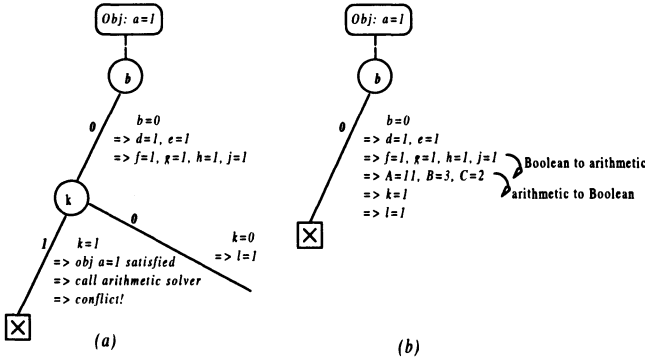 Obj: a=1
b
0
b=0
=> d=1, e=1
=> f=1, g=1, h=1, j=1
k
0
1
k=1
=> obj a=1 satisfied
=> call arithmetic solver
=> conflict!
k=0
=> l=1
(a)
Obj: a=1
b
0
b=0
=> d=1, e=1
=> f=1, g=1, h=1, j=1
Boolean to arithmetic
=> A=11, B=3, C=2
arithmetic to Boolean
=> k=1
=> l=1
(b)